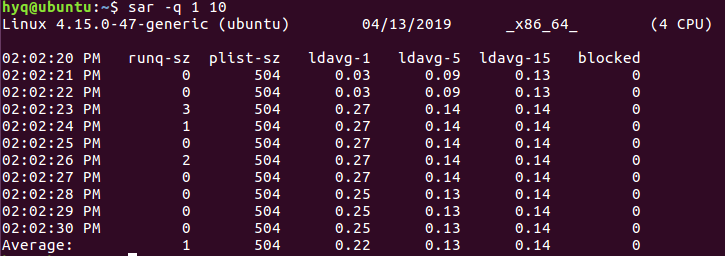 hyq@ubuntu:~$ sar -q 1 10
Linux 4.15.0-47-generic (ubuntu) 04/13/2019 _x86_64_ (4 CPU)
02:02:20 PM runq-sz plist-sz ldavg-1 ldavg-5 ldavg-15 blocked
02:02:21 PM 0 504 0.03 0.09 0.13 0
02:02:22 PM 0 504 0.03 0.09 0.13 0
02:02:23 PM 3 504 0.27 0.14 0.14 0
02:02:24 PM 1 504 0.27 0.14 0.14 0
02:02:25 PM 0 504 0.27 0.14 0.14 0
02:02:26 PM 2 504 0.27 0.14 0.14 0
02:02:27 PM 0 504 0.27 0.14 0.14 0
02:02:28 PM 0 504 0.25 0.13 0.14 0
02:02:29 PM 0 504 0.25 0.13 0.14 0
02:02:30 PM 0 504 0.25 0.13 0.14 0
Average: 1 504 0.22 0.13 0.14 0